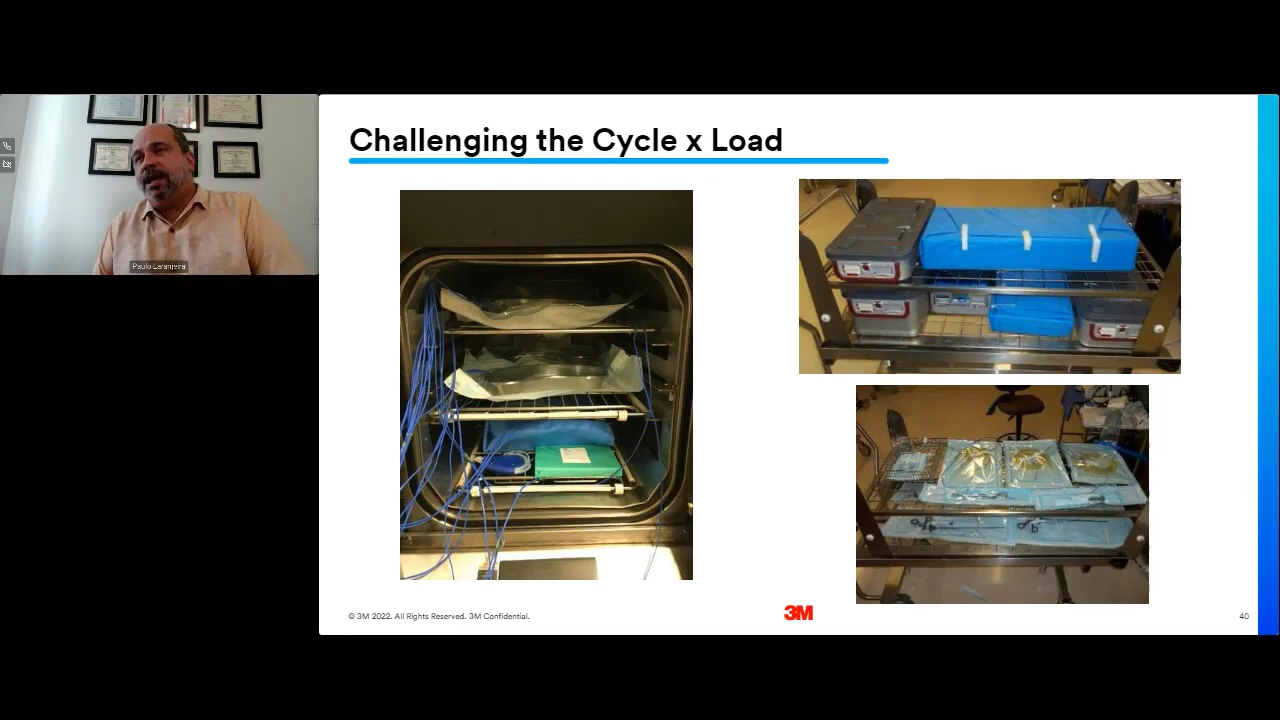 Paulo Laranjeira
Challenging the Cycle x Load
© 3M 2022. All Rights Reserved. 3M Confidential.
3M
40